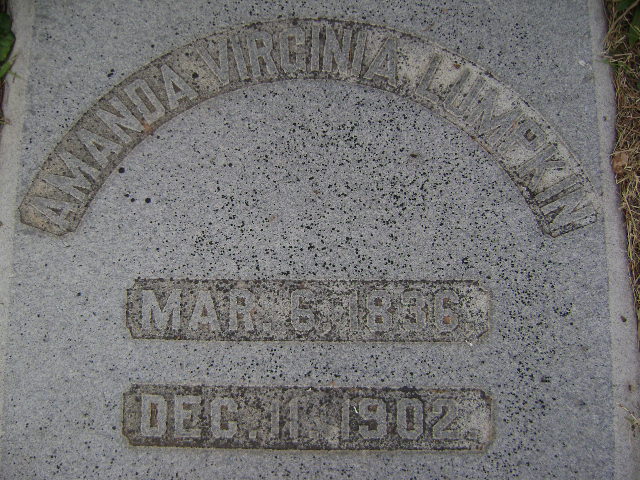 AMANDA VIRGINIA LUMPKIN
MAR. 6, 1836.
DEC. 11, 1902.